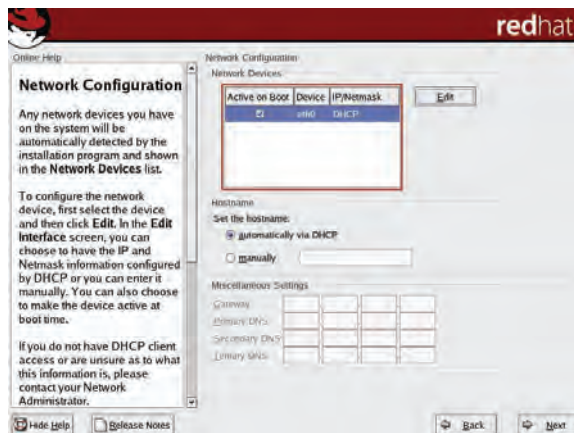 redhat
Online Help
Network Configuration
Any network devices you have
on the system will be
automatically detected by the
installation program and shown
in the Network Devices list.
To configure the network
device, first select the device
and then click Edit. In the Edit
Interface screen, you can
choose to have the IP and
Netmask information configured
by DHCP or you can enter it
manually. You can also choose
to make the device active at
boot time.
If you do not have DHCP client
access or are unsure as to what
this information is, please
contact your Network
Administrator.
Hide Help
Release Notes
Network Configuration
Network Devices
Active on Boot Device IP/Netmask
eth0 DHCP
Edit
Hostname
Set the hostname:
automatically via DHCP
manually
Miscellaneous Settings
Gateway:
Primary DNS:
Secondary DNS:
Tertiary DNS:
Back
Next